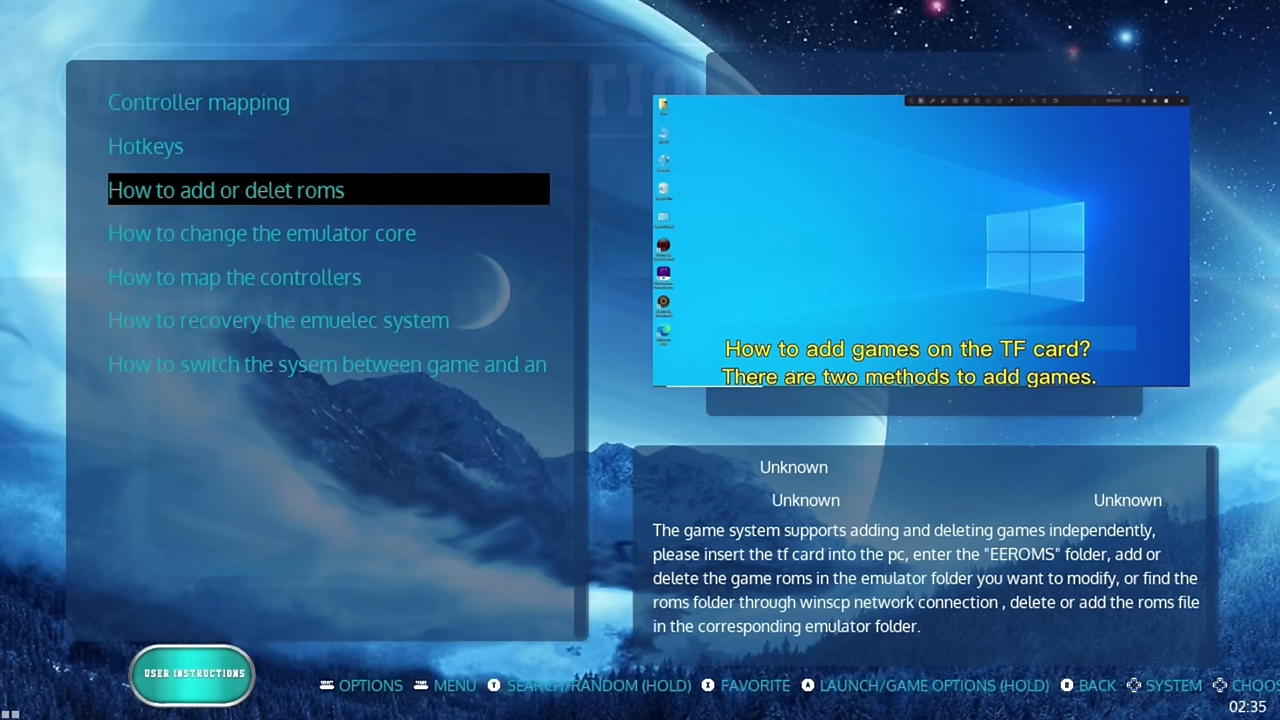 USER INSTRUCTIO
Controller mapping
Hotkeys
How to add or delet roms
How to change the emulator core
How to map the controllers
How to recovery the emuelec system
How to switch the sysem between game and an
How to add games on the TF card?
There are two methods to add games.
Unknown
Unknown Unknown
The game system supports adding and deleting games independently,
please insert the tf card into the pc, enter the "EEROMS" folder, add or
delete the game roms in the emulator folder you want to modify, or find the
roms folder through winscp network connection , delete or add the roms file
in the corresponding emulator folder.
USER INSTRUCTIONS
OPTIONS MENU Y SEARCH/RANDOM (HOLD) X FAVORITE A LAUNCH/GAME OPTIONS (HOLD) B BACK SYSTEM CHOOS
02:35